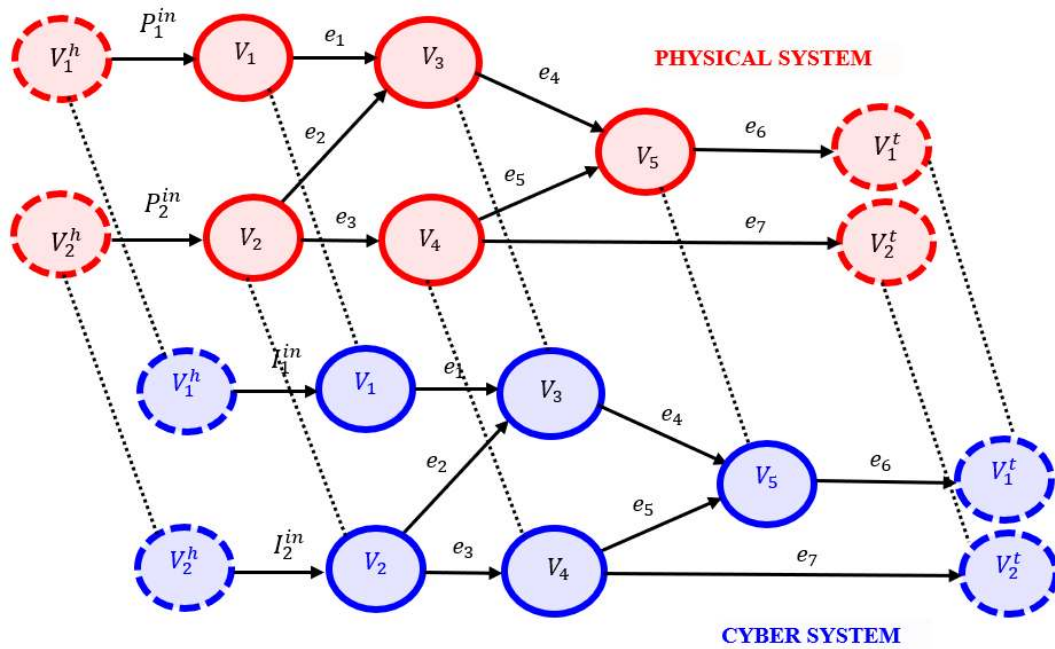 V_1^h P_1^{in} V_1 e_1 V_3 PHYSICAL SYSTEM
e_4
e_2 V_5 e_6 V_1^t
V_2^h P_2^{in} V_2 e_3 V_4 e_5 e_7 V_2^t
V_1^h I_1^{in} V_1 e_1 V_3
e_4
e_2 V_5 e_6 V_1^t
V_2^h I_2^{in} V_2 e_3 V_4 e_5 e_7 V_2^t
CYBER SYSTEM